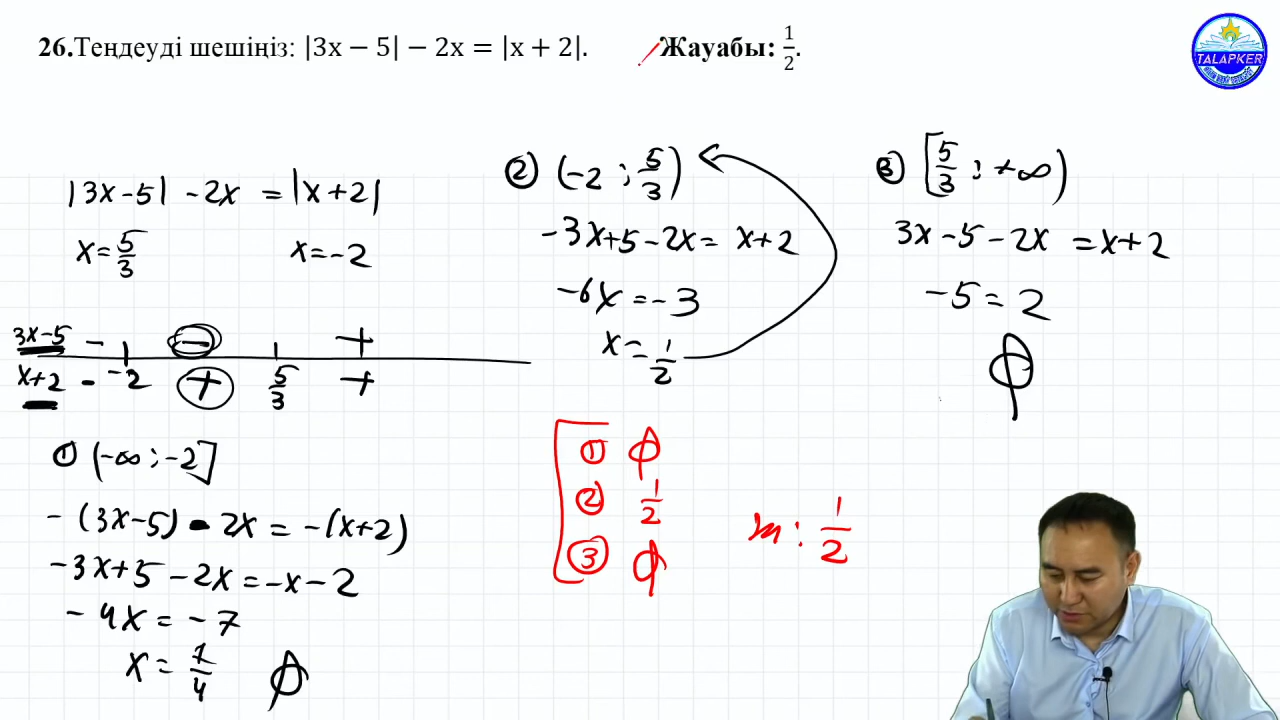 26.Теңдеуді шешіңіз: |3x − 5| − 2x = |x + 2|. Жауабы: 1/2.
TALAPKER
|3x-5| -2x = |x+2|
x = 5/3 x = -2
3x-5 - - +
x+2 - -2 + 5/3 +
① (-∞ ; -2]
- (3x-5) - 2x = -(x+2)
-3x+5 -2x = -x-2
-4x = -7
x = 7/4 ∅
② (-2 ; 5/3)
-3x+5-2x = x+2
-6x = -3
x = 1/2
③ [5/3 ; +∞)
3x-5-2x = x+2
-5 = 2
∅
① ∅
② 1/2
③ ∅
: 1/2